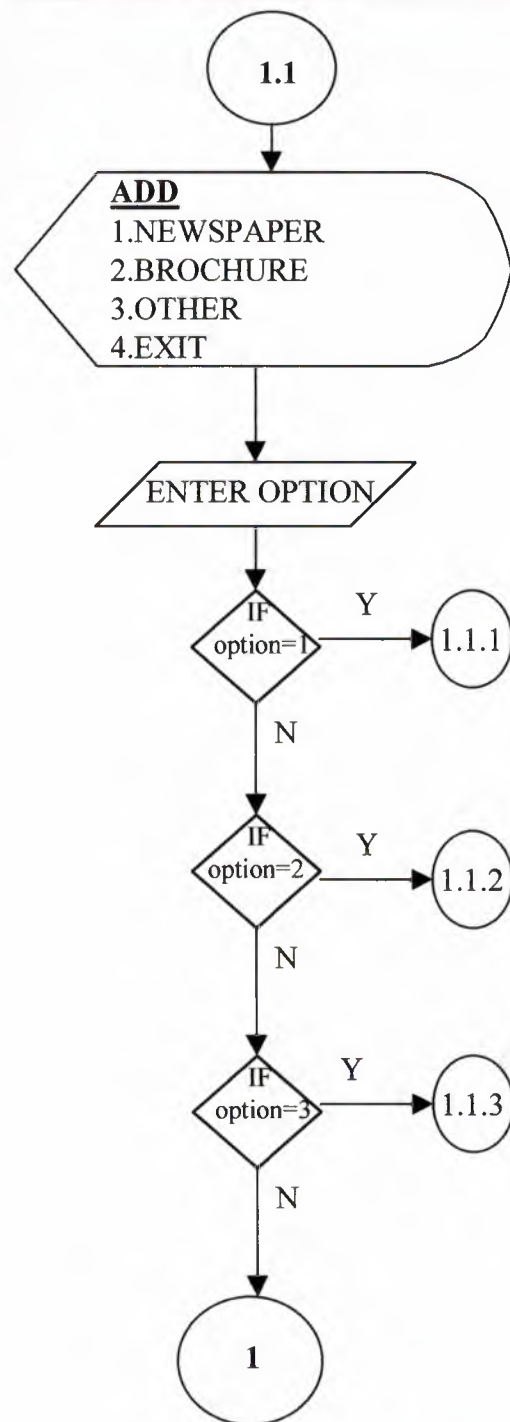 1.1
ADD
1.NEWSPAPER
2.BROCHURE
3.OTHER
4.EXIT
ENTER OPTION
IF
option=1
Y
1.1.1
N
IF
option=2
Y
1.1.2
N
IF
option=3
Y
1.1.3
N
1